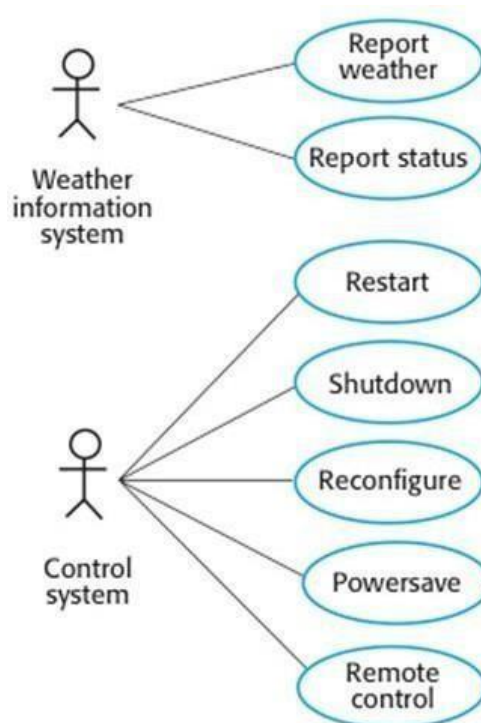 Report
weather
Report status
Weather
information
system
Restart
Shutdown
Reconfigure
Control
system
Powersave
Remote
control